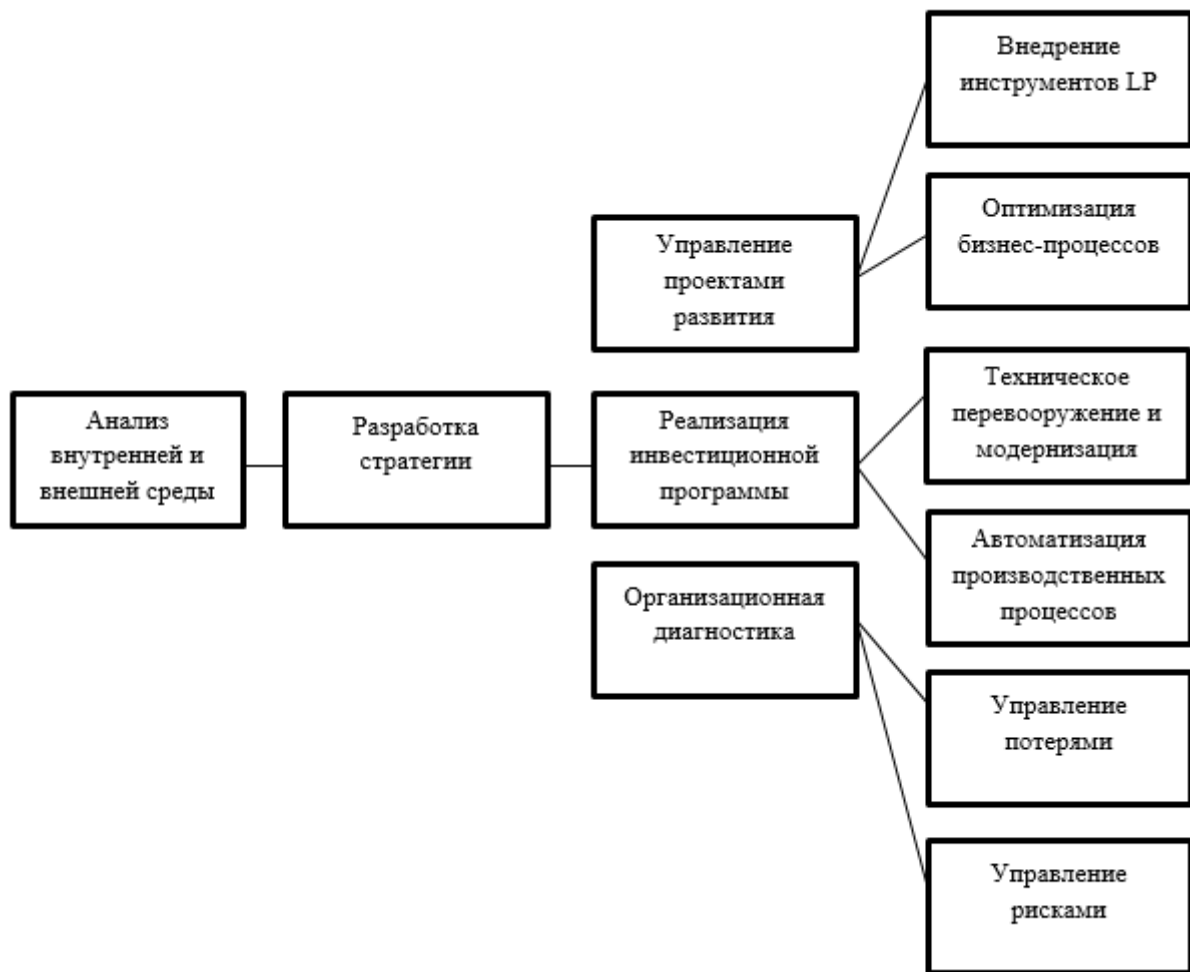 Внедрение
инструментов LP
Оптимизация
бизнес-процессов
Управление
проектами
развития
Техническое
перевооружение и
модернизация
Анализ
внутренней и
внешней среды
Разработка
стратегии
Реализация
инвестиционной
программы
Автоматизация
производственных
процессов
Организационная
диагностика
Управление
потерями
Управление
рисками